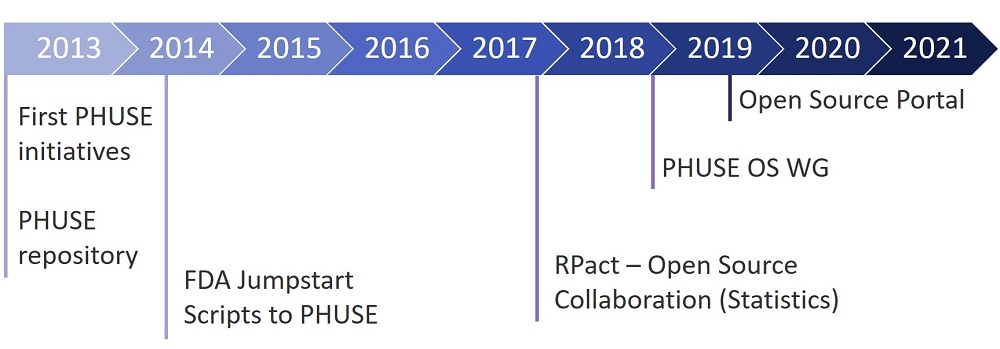 2013 2014 2015 2016 2017 2018 2019 2020 2021
First PHUSE
initiatives
PHUSE
repository
FDA Jumpstart
Scripts to PHUSE
RPact – Open Source
Collaboration (Statistics)
PHUSE OS WG
Open Source Portal